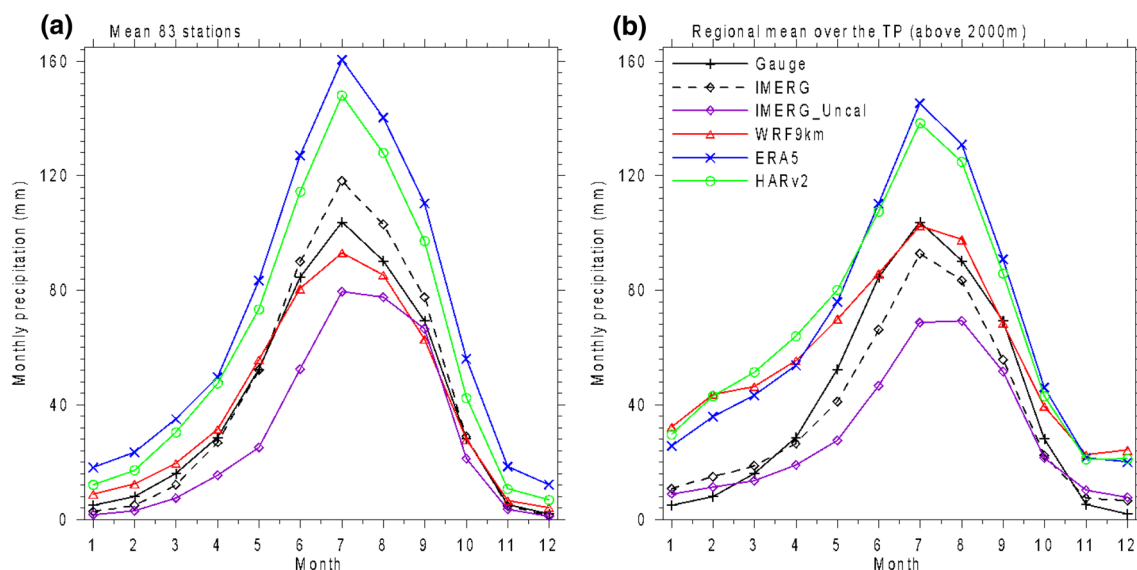 (a) Mean 83 stations
Monthly precipitation (mm)
160
120
80
40
0
1 2 3 4 5 6 7 8 9 10 11 12
Month
(b) Regional mean over the TP (above 2000m)
Gauge
IMERG
IMERG_Uncal
WRF9km
ERA5
HARv2
Monthly precipitation (mm)
160
120
80
40
0
1 2 3 4 5 6 7 8 9 10 11 12
Month